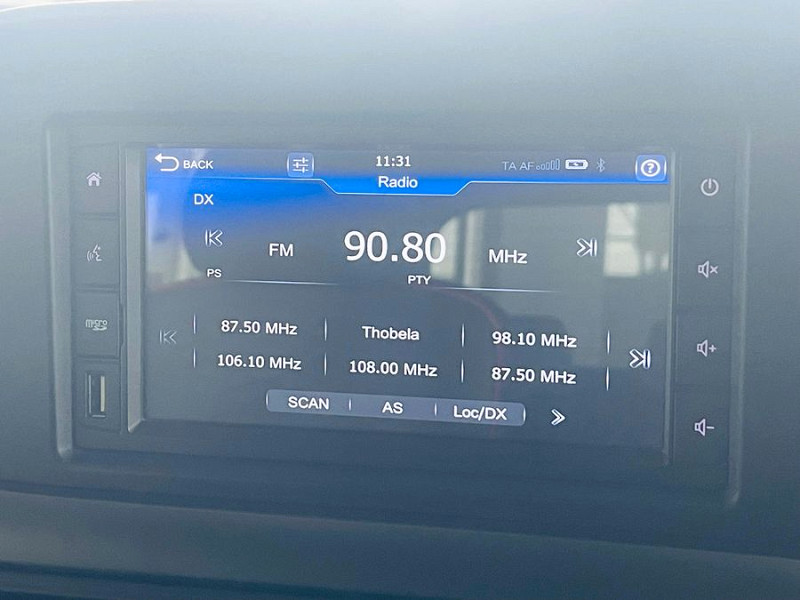 BACK 11:31 TA AF
Radio
DX
FM 90.80 MHz
PS PTY
87.50 MHz Thobela 98.10 MHz
106.10 MHz 108.00 MHz 87.50 MHz
SCAN AS Loc/DX
micro